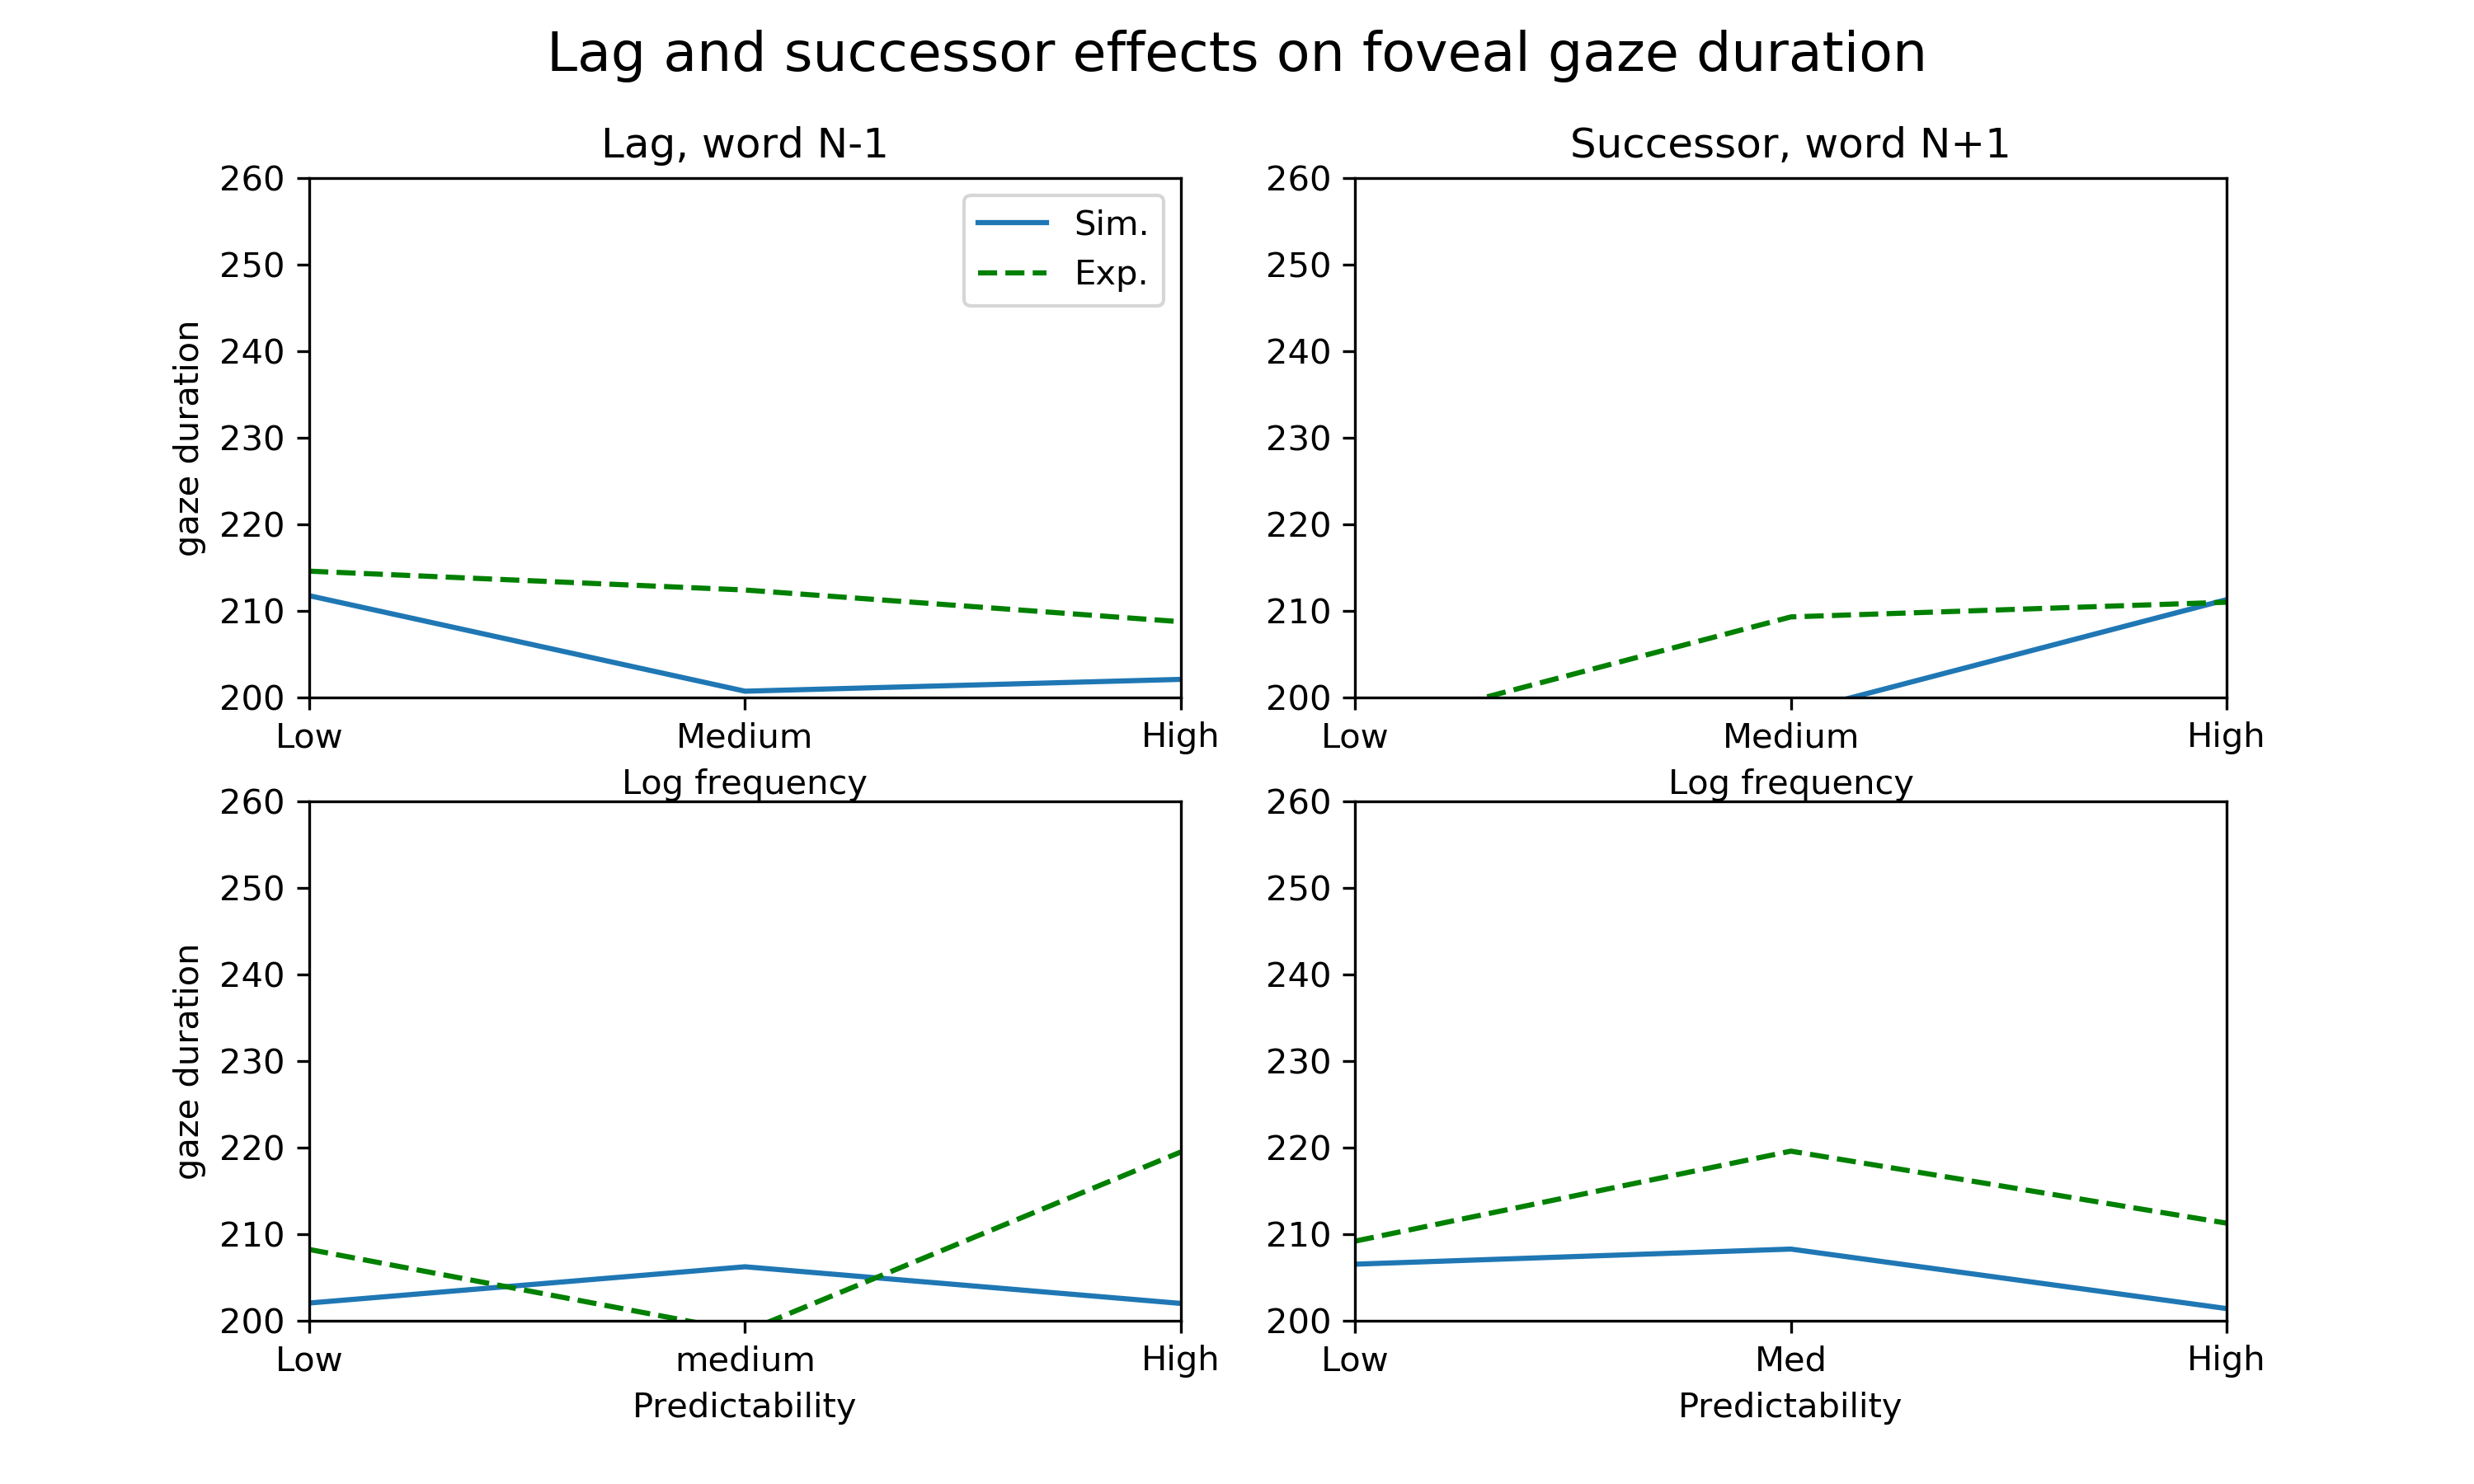 Lag and successor effects on foveal gaze duration
Lag, word N-1
260
250
240
230
220
210
200
gaze duration
Sim.
Exp.
Low
Medium
High
Log frequency
Successor, word N+1
260
250
240
230
220
210
200
Low
Medium
High
Log frequency
260
250
240
230
220
210
200
gaze duration
Low
medium
High
Predictability
260
250
240
230
220
210
200
Low
Med
High
Predictability